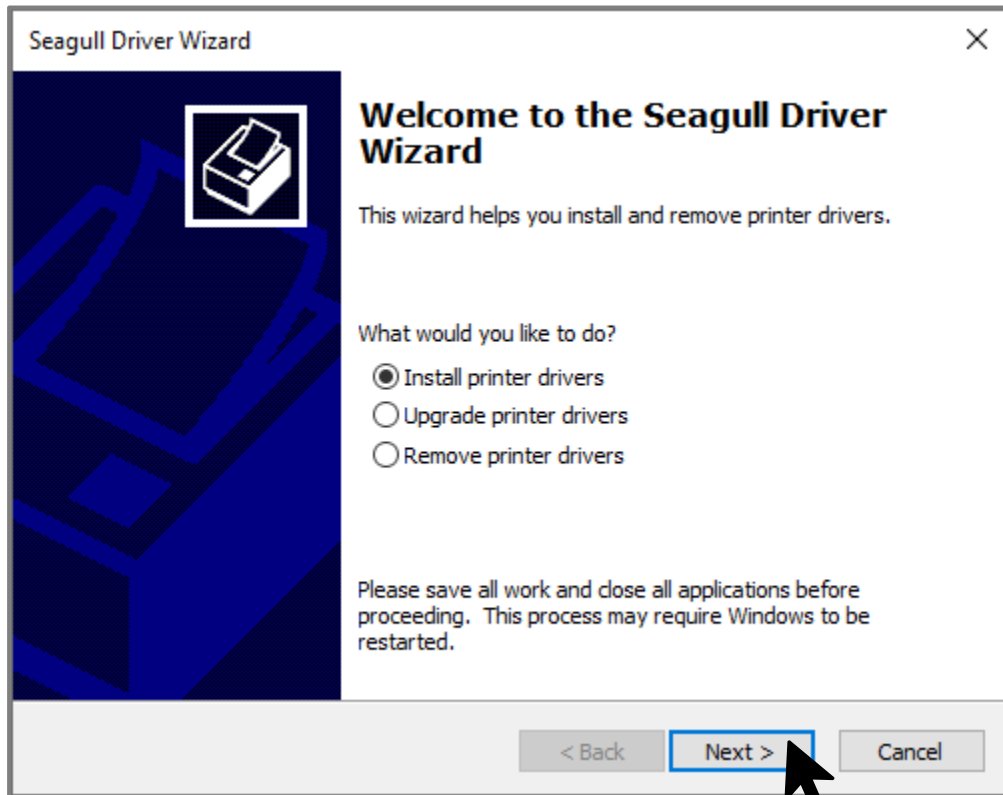 Seagull Driver Wizard
Welcome to the Seagull Driver
Wizard
This wizard helps you install and remove printer drivers.
What would you like to do?
Install printer drivers
Upgrade printer drivers
Remove printer drivers
Please save all work and close all applications before
proceeding.  This process may require Windows to be
restarted.
< Back
Next >
Cancel